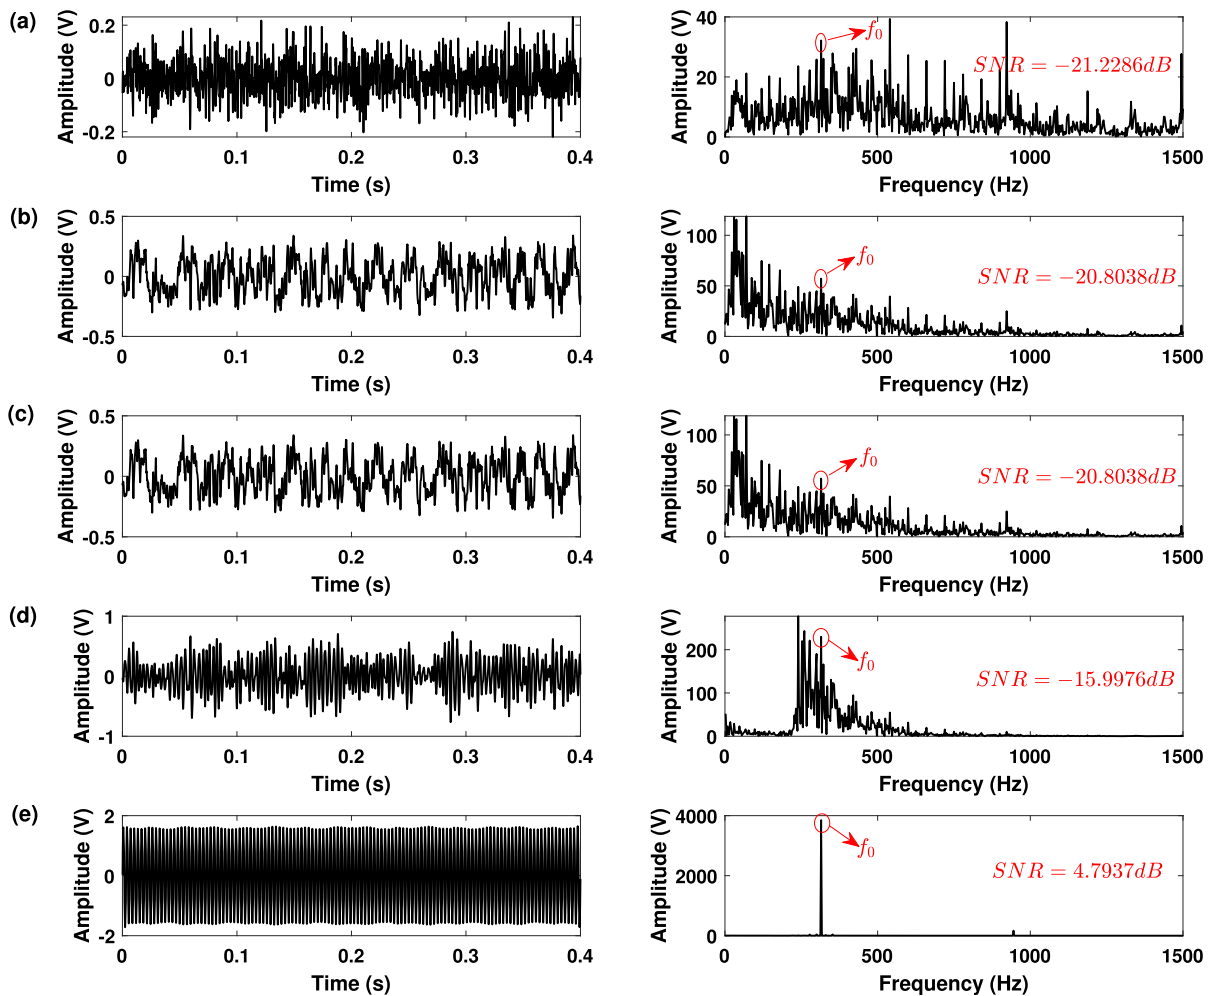 (a)
Amplitude (V)
0.2
0
-0.2
0
0.1
0.2
0.3
0.4
Time (s)
Amplitude (V)
40
20
0
0
500
1000
1500
Frequency (Hz)
f₀
SNR = −21.2286dB
(b)
Amplitude (V)
0.5
0
-0.5
0
0.1
0.2
0.3
0.4
Time (s)
Amplitude (V)
100
50
0
0
500
1000
1500
Frequency (Hz)
f₀
SNR = −20.8038dB
(c)
Amplitude (V)
0.5
0
-0.5
0
0.1
0.2
0.3
0.4
Time (s)
Amplitude (V)
100
50
0
0
500
1000
1500
Frequency (Hz)
f₀
SNR = −20.8038dB
(d)
Amplitude (V)
1
0
-1
0
0.1
0.2
0.3
0.4
Time (s)
Amplitude (V)
200
100
0
0
500
1000
1500
Frequency (Hz)
f₀
SNR = −15.9976dB
(e)
Amplitude (V)
2
0
-2
0
0.1
0.2
0.3
0.4
Time (s)
Amplitude (V)
4000
2000
0
0
500
1000
1500
Frequency (Hz)
f₀
SNR = 4.7937dB